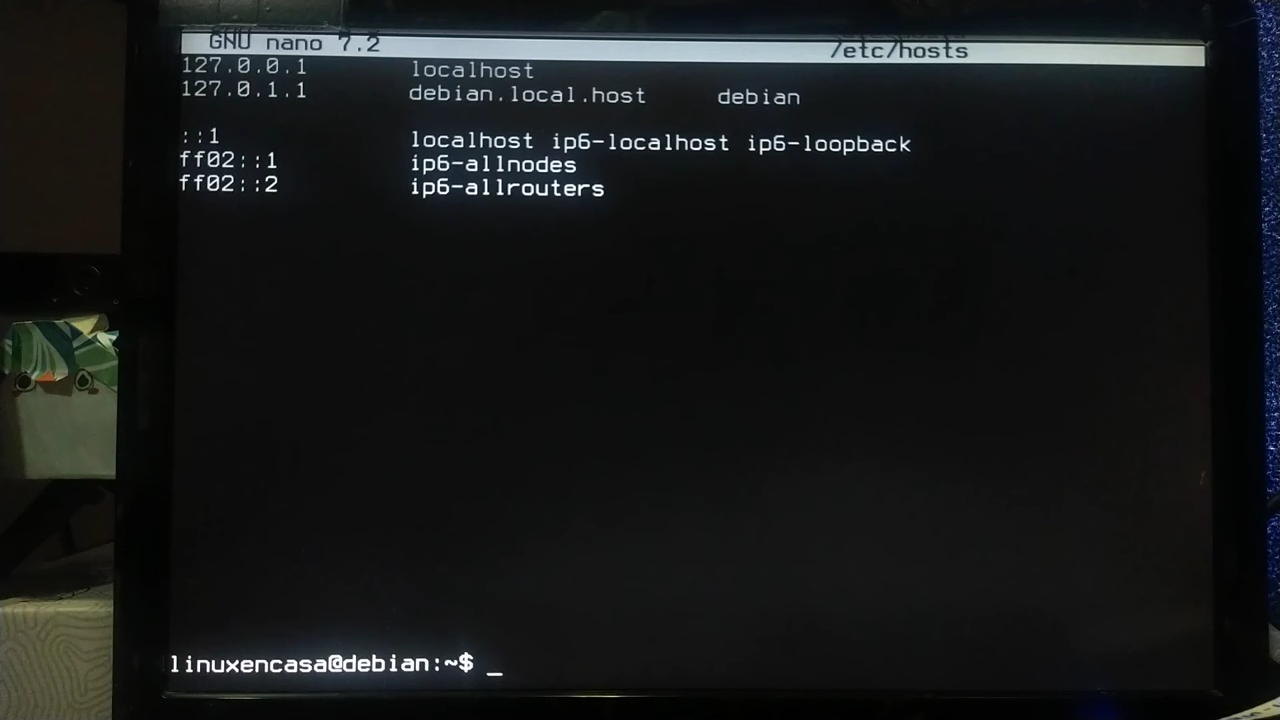 GNU nano 7.2 /etc/hosts
127.0.0.1 localhost
127.0.1.1 debian.local.host debian
::1 localhost ip6-localhost ip6-loopback
ff02::1 ip6-allnodes
ff02::2 ip6-allrouters
linuxencasa@debian:~$ _